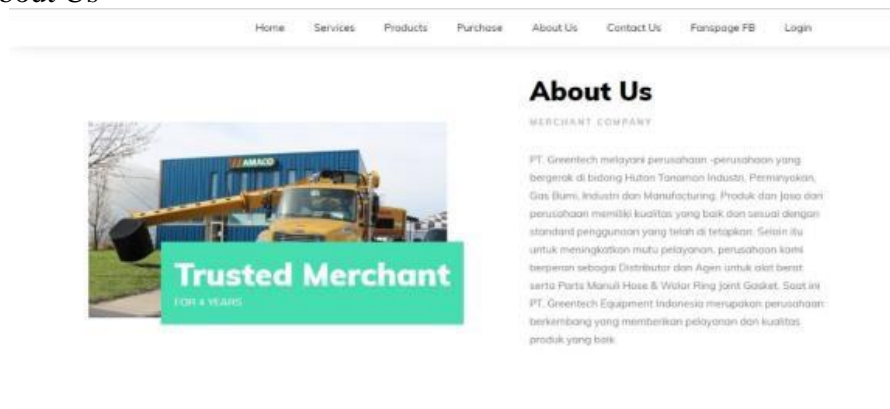 About Us
Home Services Products Purchase About Us Contact Us Fanspage FB Login
About Us
MERCHANT COMPANY
AMACO
Trusted Merchant
FOR 4 YEARS
PT. Greentech melayani perusahaan -perusahaan yang
bergerak di bidang Hutan Tanaman Industri, Perminyakan,
Gas Bumi, Industri dan Manufacturing. Produk dan Jasa dari
perusahaan memiliki kualitas yang baik dan sesuai dengan
standard penggunaan yang telah di tetapkan. Selain itu
untuk meningkatkan mutu pelayanan, perusahaan kami
berperan sebagai Distributor dan Agen untuk alat berat
serta Parts Manuli Hose & Walar Ring Joint Gasket. Saat ini
PT. Greentech Equipment Indonesia merupakan perusahaan
berkembang yang memberikan pelayanan dan kualitas
produk yang baik